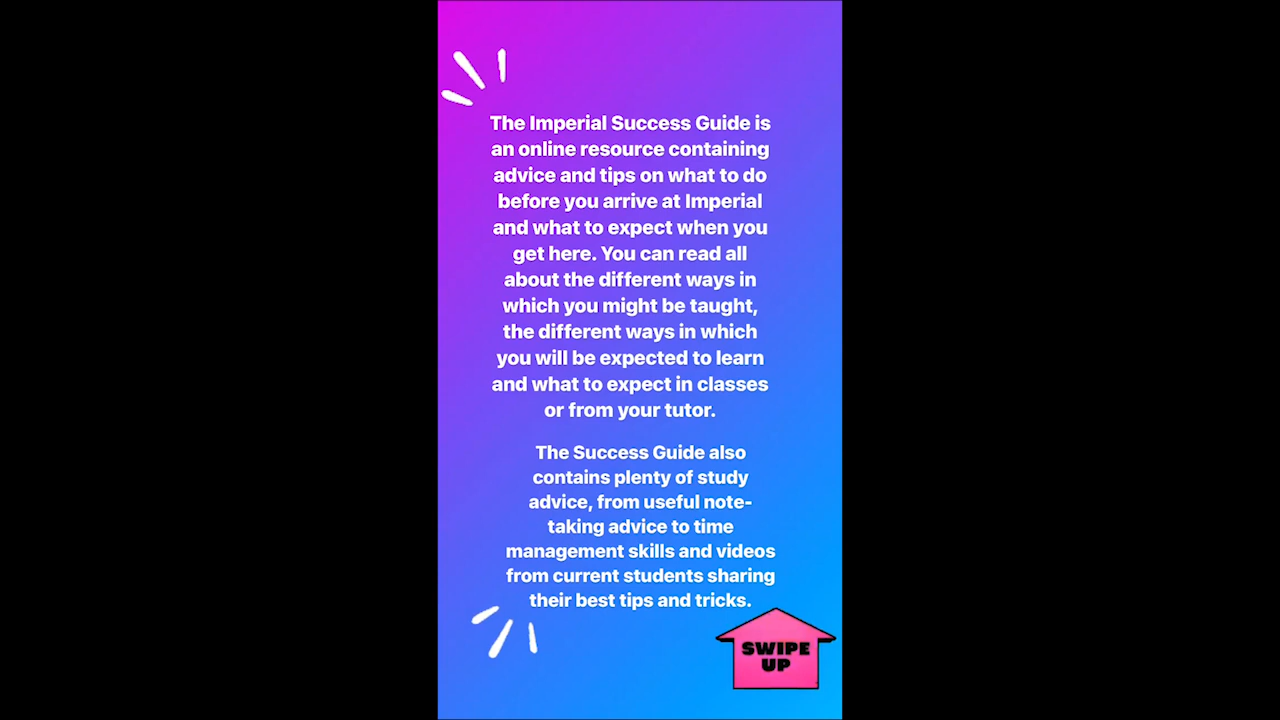 The Imperial Success Guide is
an online resource containing
advice and tips on what to do
before you arrive at Imperial
and what to expect when you
get here. You can read all
about the different ways in
which you might be taught,
the different ways in which
you will be expected to learn
and what to expect in classes
or from your tutor.
The Success Guide also
contains plenty of study
advice, from useful note-
taking advice to time
management skills and videos
from current students sharing
their best tips and tricks.
SWIPE
UP